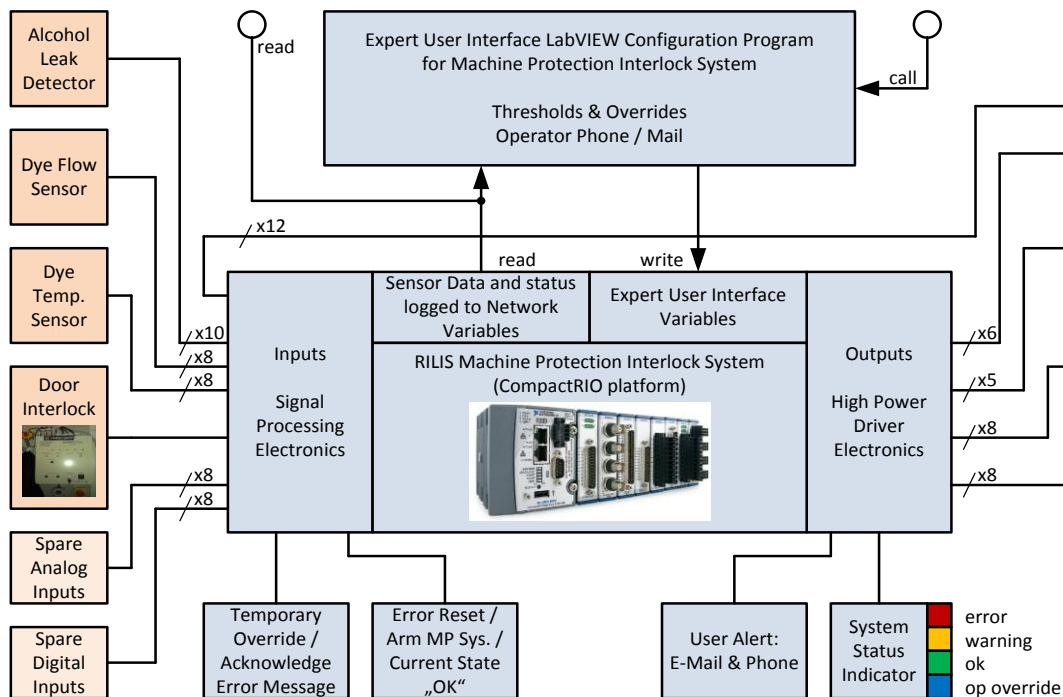 Alcohol
Leak
Detector
read
Expert User Interface LabVIEW Configuration Program
for Machine Protection Interlock System
Thresholds & Overrides
Operator Phone / Mail
call
Dye Flow
Sensor
x12
Dye
Temp.
Sensor
read
write
Sensor Data and status
logged to Network
Variables
Expert User Interface
Variables
x10
x8
x8
Inputs
Signal
Processing
Electronics
RILIS Machine Protection Interlock System
(CompactRIO platform)
Outputs
High Power
Driver
Electronics
x6
x5
x8
x8
Door
Interlock
x8
x8
Spare
Analog
Inputs
Spare
Digital
Inputs
Temporary
Override /
Acknowledge
Error Message
Error Reset /
Arm MP Sys. /
Current State
„OK“
User Alert:
E-Mail & Phone
System
Status
Indicator
error
warning
ok
op override